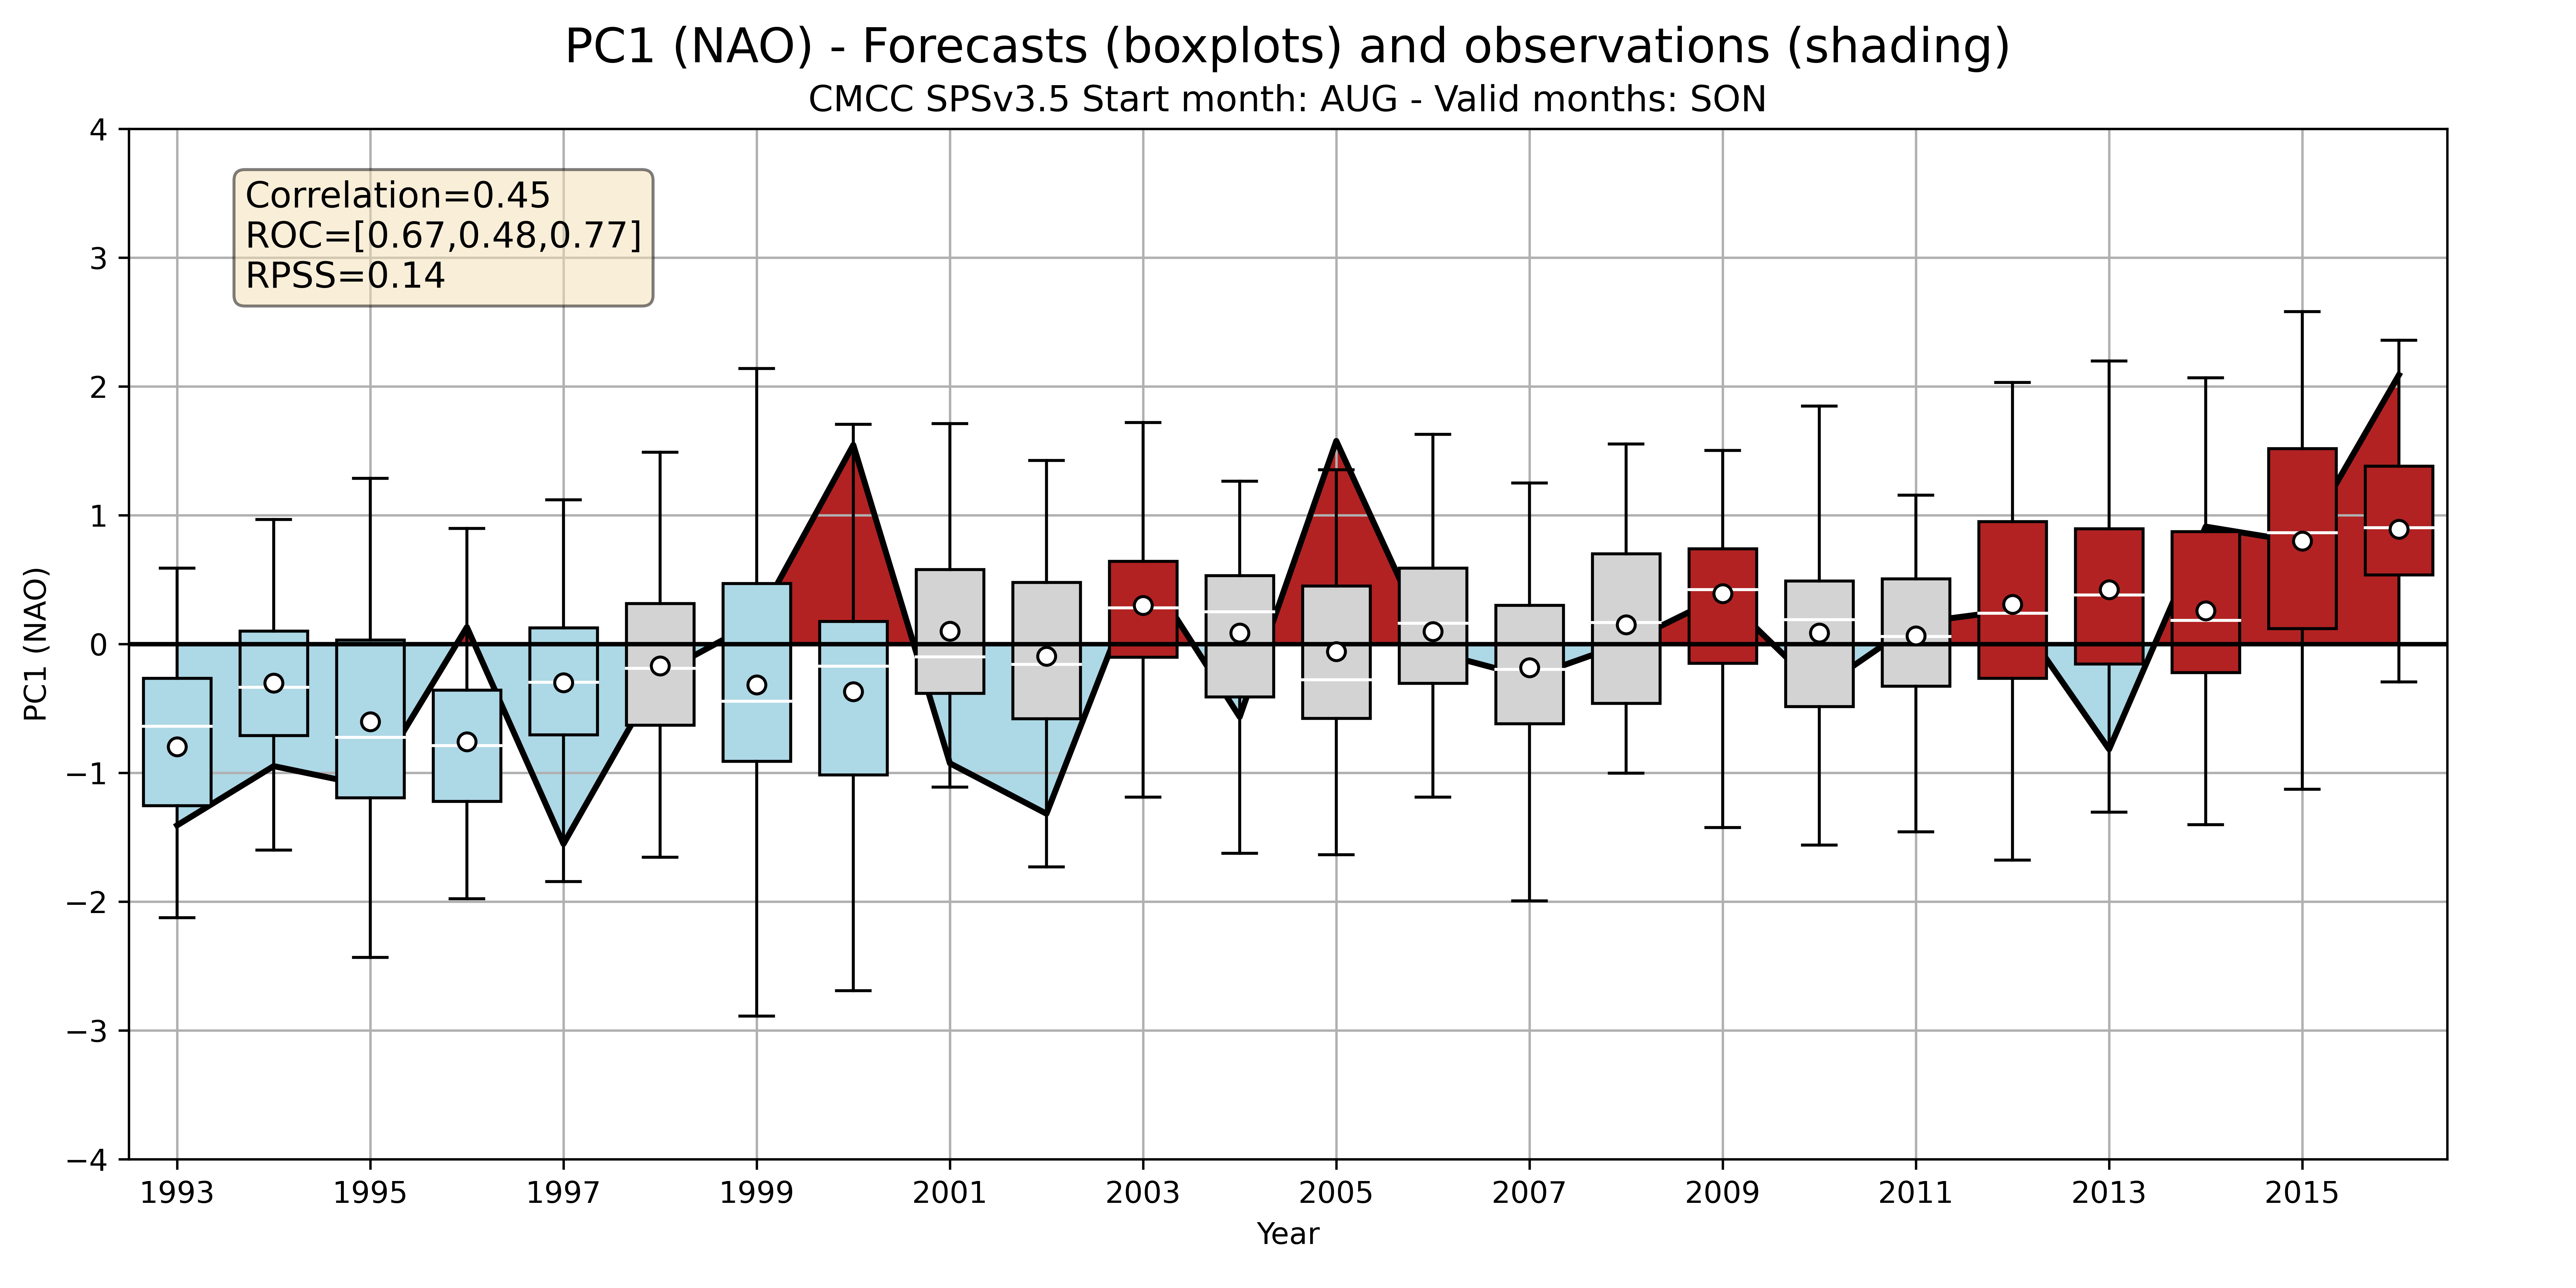 PC1 (NAO) - Forecasts (boxplots) and observations (shading)
CMCC SPSv3.5 Start month: AUG - Valid months: SON
Correlation=0.45
ROC=[0.67,0.48,0.77]
RPSS=0.14
PC1 (NAO)
4
3
2
1
0
−1
−2
−3
−4
1993 1995 1997 1999 2001 2003 2005 2007 2009 2011 2013 2015
Year